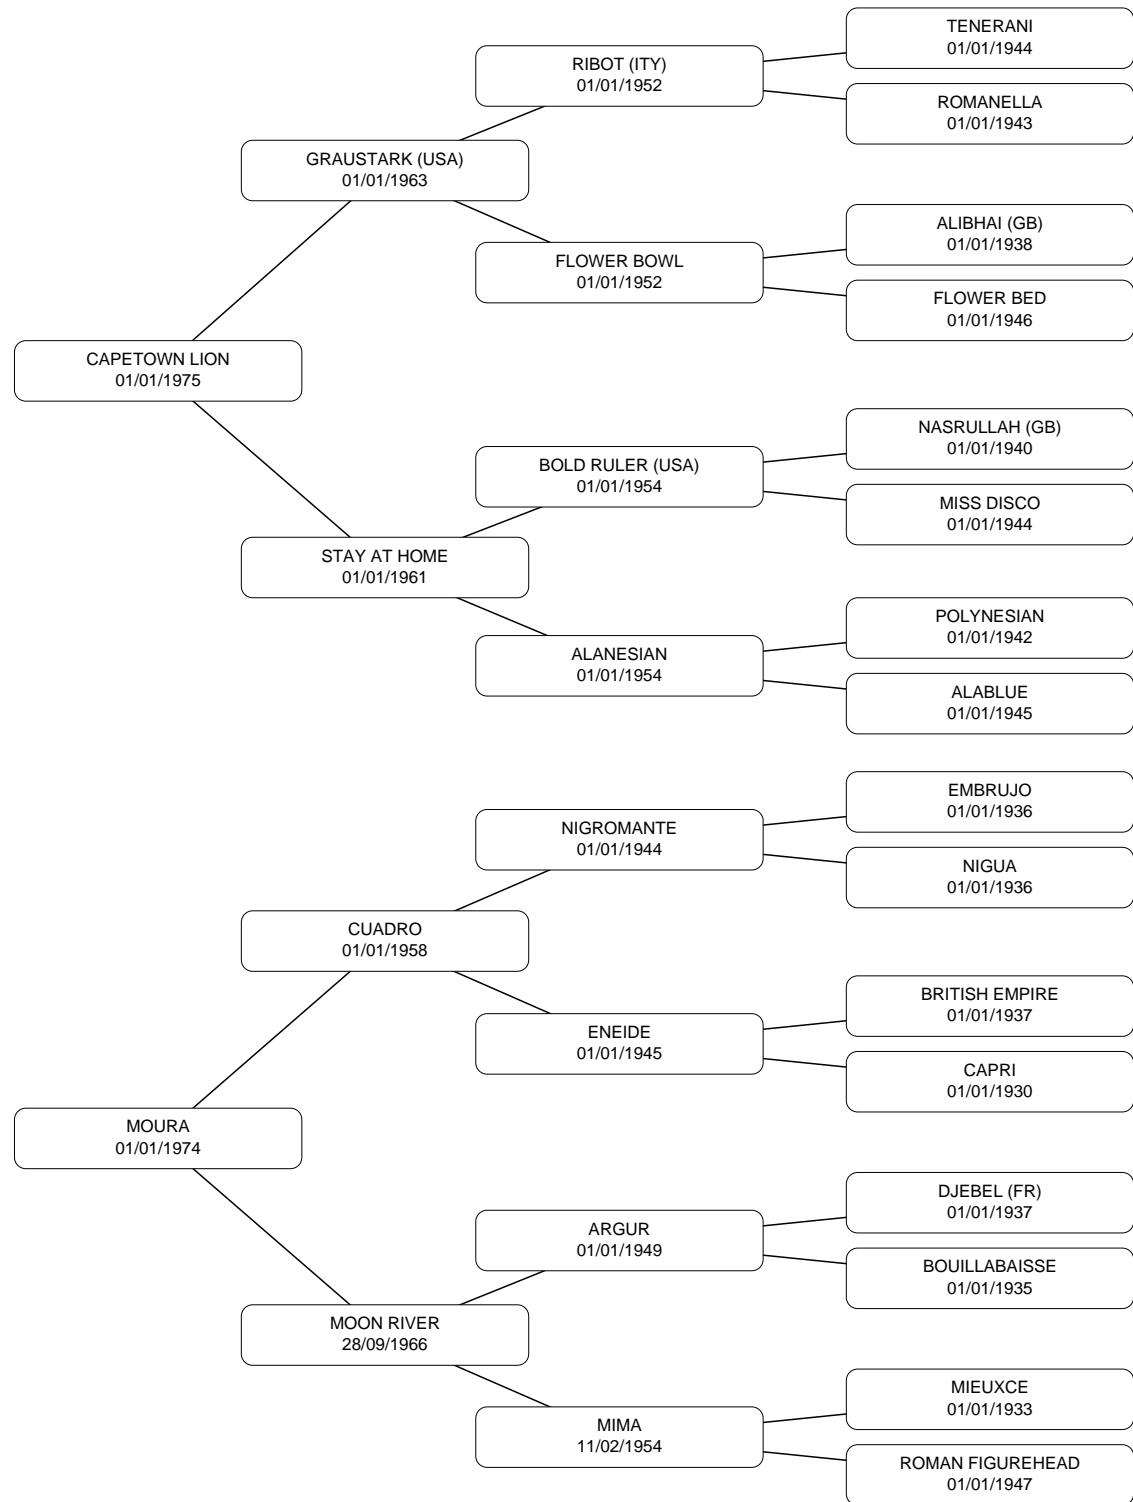 TENERANI
01/01/1944
RIBOT (ITY)
01/01/1952
ROMANELLA
01/01/1943
GRAUSTARK (USA)
01/01/1963
ALIBHAI (GB)
01/01/1938
FLOWER BOWL
01/01/1952
FLOWER BED
01/01/1946
CAPETOWN LION
01/01/1975
NASRULLAH (GB)
01/01/1940
BOLD RULER (USA)
01/01/1954
MISS DISCO
01/01/1944
STAY AT HOME
01/01/1961
POLYNESIAN
01/01/1942
ALANESIAN
01/01/1954
ALABLUE
01/01/1945
EMBRUJO
01/01/1936
NIGROMANTE
01/01/1944
NIGUA
01/01/1936
CUADRO
01/01/1958
BRITISH EMPIRE
01/01/1937
ENEIDE
01/01/1945
CAPRI
01/01/1930
MOURA
01/01/1974
DJEBEL (FR)
01/01/1937
ARGUR
01/01/1949
BOUILLABAISSE
01/01/1935
MOON RIVER
28/09/1966
MIEUXCE
01/01/1933
MIMA
11/02/1954
ROMAN FIGUREHEAD
01/01/1947